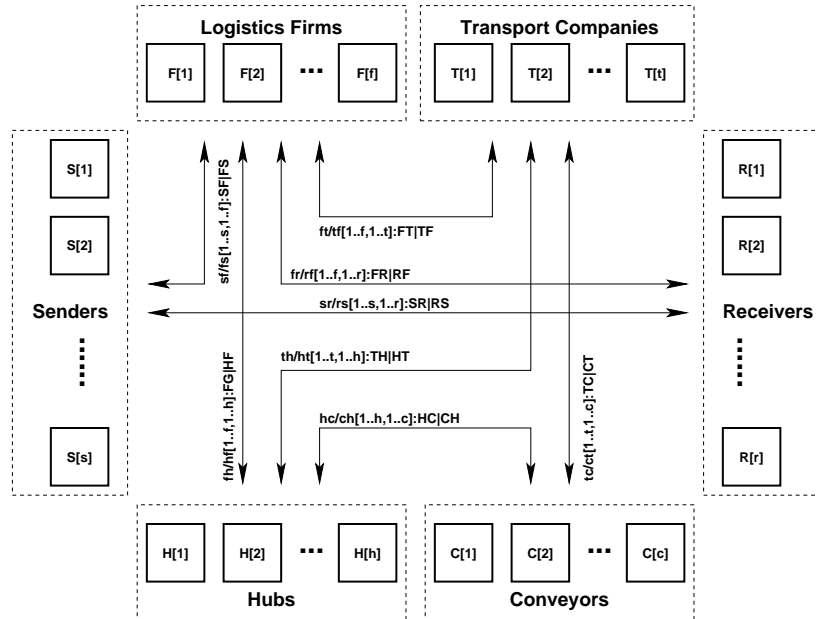 Logistics Firms
Transport Companies
F[1] F[2] ... F[f]
T[1] T[2] ... T[t]
S[1]
S[2]
Senders
S[s]
R[1]
R[2]
Receivers
R[r]
sf/fs[1..s,1..f]:SF|FS
ft/tf[1..f,1..t]:FT|TF
fr/rf[1..f,1..r]:FR|RF
sr/rs[1..s,1..r]:SR|RS
th/ht[1..t,1..h]:TH|HT
fh/hf[1..f,1..h]:FG|HF
hc/ch[1..h,1..c]:HC|CH
tc/ct[1..t,1..c]:TC|CT
H[1] H[2] ... H[h]
C[1] C[2] ... C[c]
Hubs
Conveyors